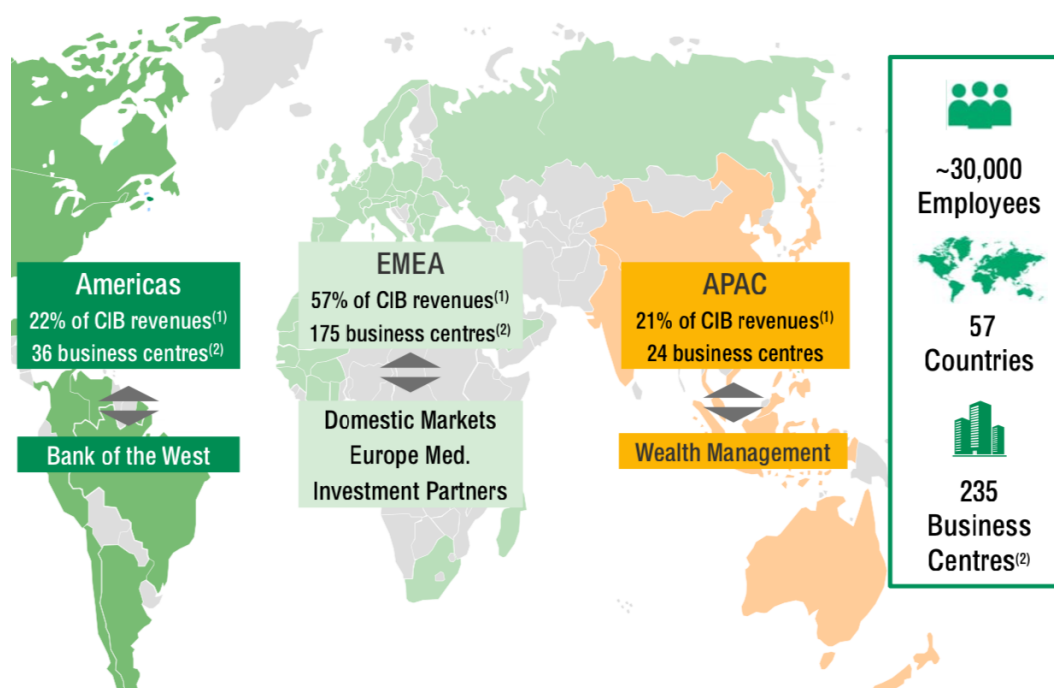 Americas
22% of CIB revenues(1)
36 business centres(2)
Bank of the West
EMEA
57% of CIB revenues(1)
175 business centres(2)
Domestic Markets
Europe Med.
Investment Partners
APAC
21% of CIB revenues(1)
24 business centres
Wealth Management
~30,000
Employees
57
Countries
235
Business
Centres(2)